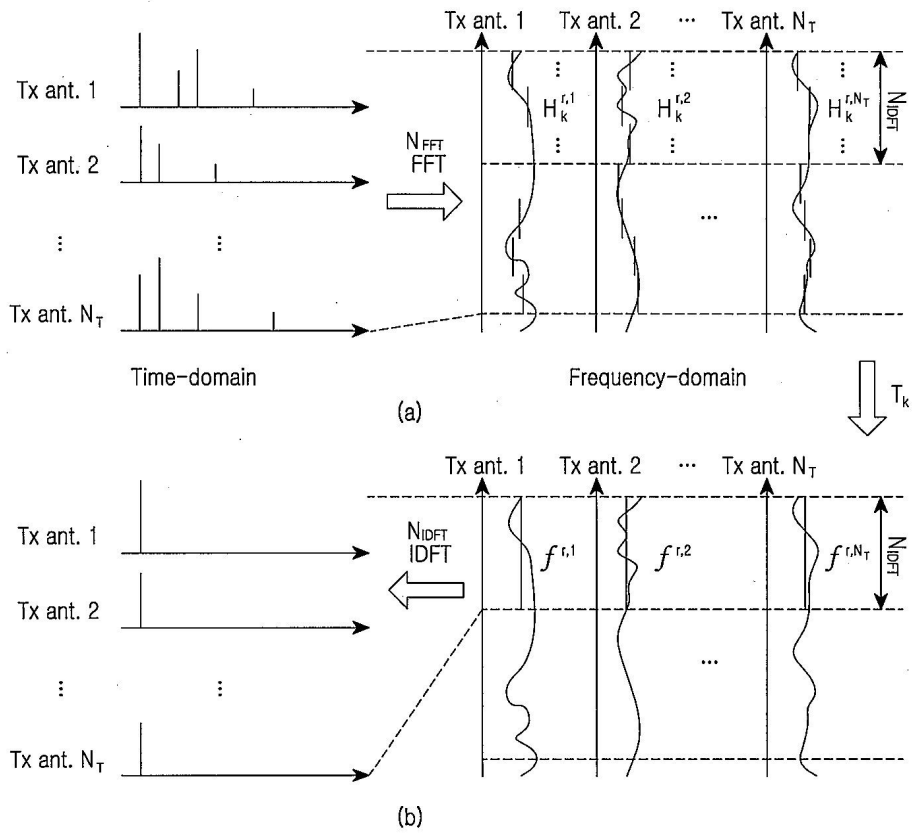 Tx ant. 1 Tx ant. 2 ... Tx ant. N_T
Tx ant. 1
Tx ant. 2
⋮ ⋮
Tx ant. N_T
N_FFT
FFT
⋮ ⋮ ⋮
H_k^{r,1} H_k^{r,2} H_k^{r,N_T}
⋮ ⋮ ⋮
N_IDFT
...
Time-domain Frequency-domain
(a)
T_k
Tx ant. 1 Tx ant. 2 ... Tx ant. N_T
Tx ant. 1
Tx ant. 2
⋮ ⋮
Tx ant. N_T
N_IDFT
IDFT
f^{r,1} f^{r,2} f^{r,N_T}
N_IDFT
...
(b)